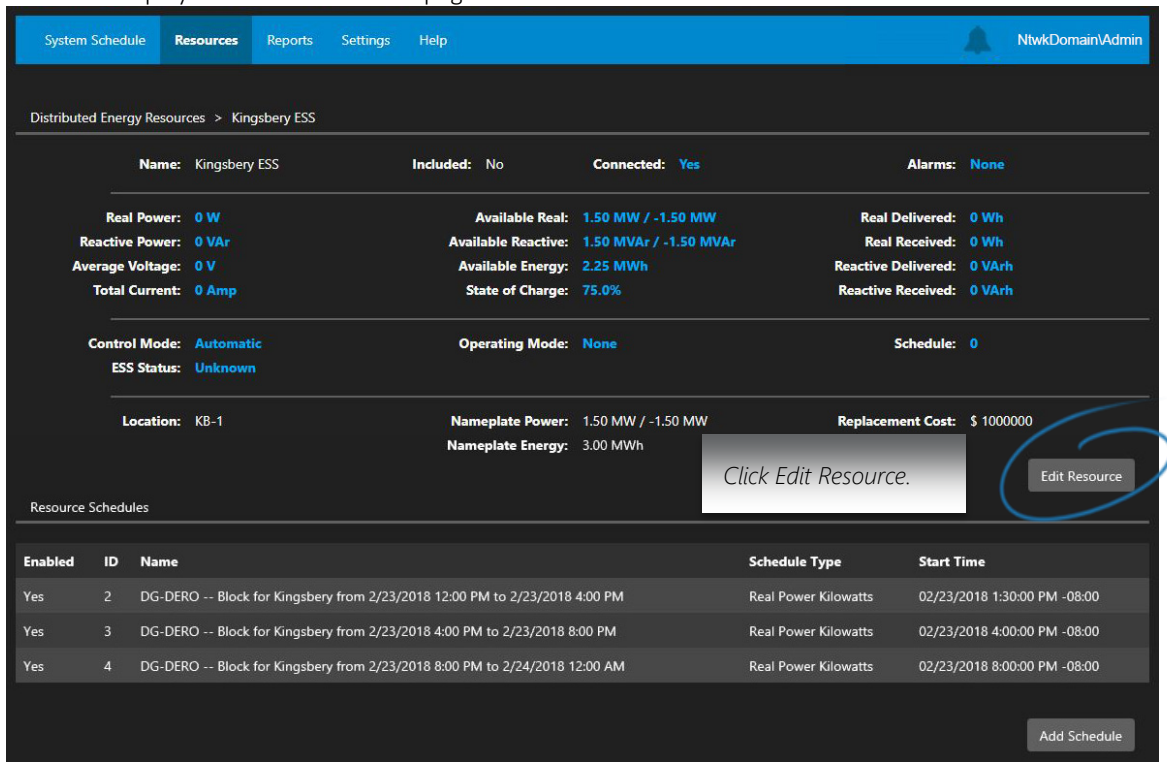 System Schedule Resources Reports Settings Help NtwkDomain\Admin
Distributed Energy Resources > Kingsbery ESS
Name: Kingsbery ESS Included: No Connected: Yes Alarms: None
Real Power: 0 W Available Real: 1.50 MW / -1.50 MW Real Delivered: 0 Wh
Reactive Power: 0 VAr Available Reactive: 1.50 MVAr / -1.50 MVAr Real Received: 0 Wh
Average Voltage: 0 V Available Energy: 2.25 MWh Reactive Delivered: 0 VArh
Total Current: 0 Amp State of Charge: 75.0% Reactive Received: 0 VArh
Control Mode: Automatic Operating Mode: None Schedule: 0
ESS Status: Unknown
Location: KB-1 Nameplate Power: 1.50 MW / -1.50 MW Replacement Cost: $ 1000000
Nameplate Energy: 3.00 MWh
Click Edit Resource. Edit Resource
Resource Schedules
Enabled ID Name Schedule Type Start Time
Yes 2 DG-DERO -- Block for Kingsbery from 2/23/2018 12:00 PM to 2/23/2018 4:00 PM Real Power Kilowatts 02/23/2018 1:30:00 PM -08:00
Yes 3 DG-DERO -- Block for Kingsbery from 2/23/2018 4:00 PM to 2/23/2018 8:00 PM Real Power Kilowatts 02/23/2018 4:00:00 PM -08:00
Yes 4 DG-DERO -- Block for Kingsbery from 2/23/2018 8:00 PM to 2/24/2018 12:00 AM Real Power Kilowatts 02/23/2018 8:00:00 PM -08:00
Add Schedule